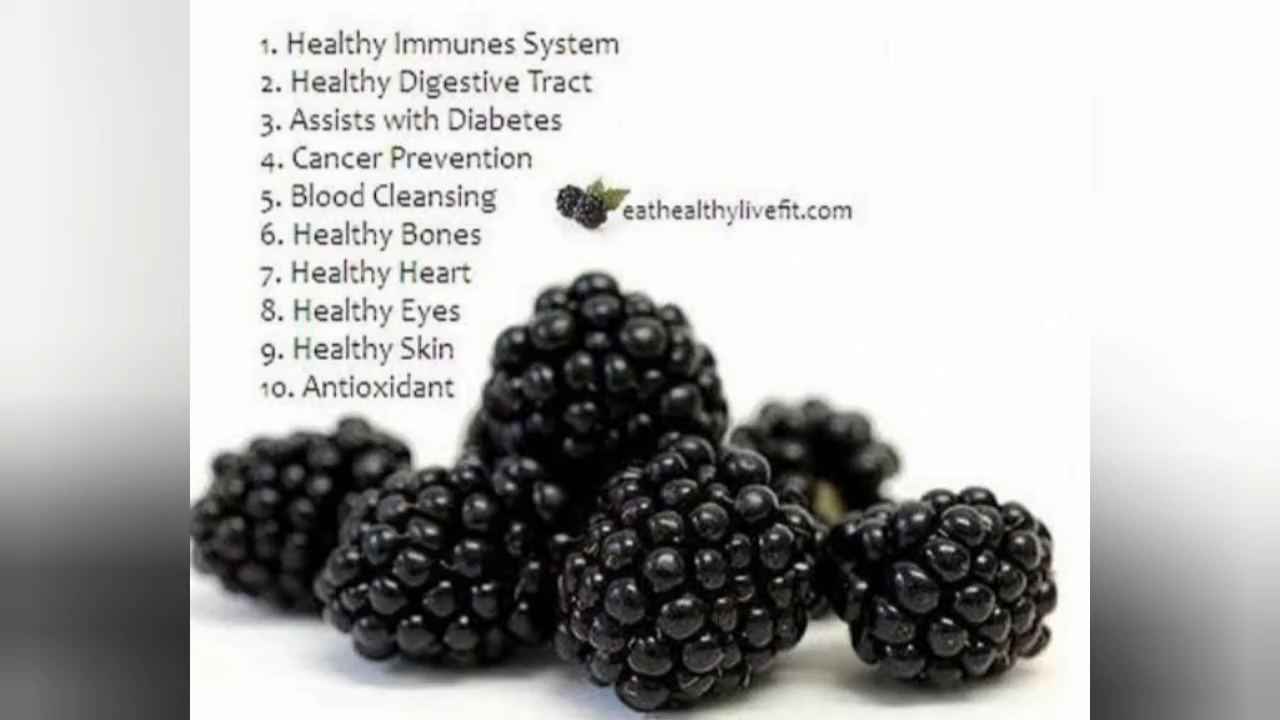 1. Healthy Immunes System
2. Healthy Digestive Tract
3. Assists with Diabetes
4. Cancer Prevention
5. Blood Cleansing
eathealthylivefit.com
6. Healthy Bones
7. Healthy Heart
8. Healthy Eyes
9. Healthy Skin
10. Antioxidant